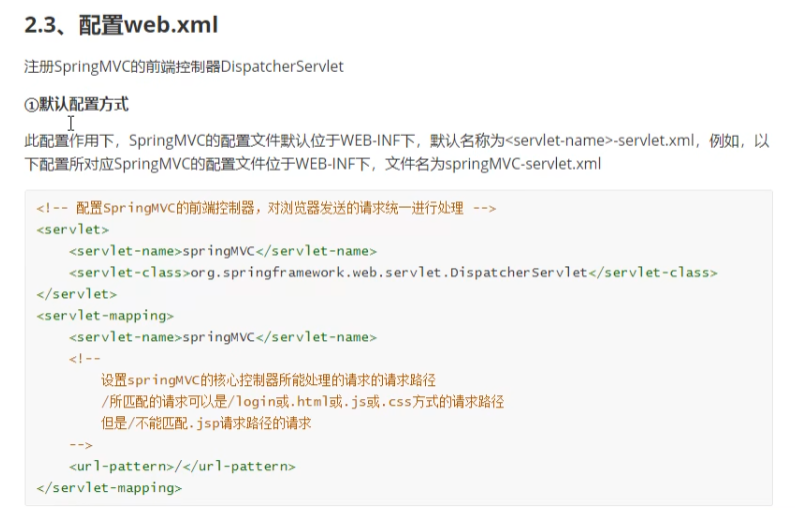 2.3、配置web.xml
注册SpringMVC的前端控制器DispatcherServlet
①默认配置方式
此配置作用下，SpringMVC的配置文件默认位于WEB-INF下，默认名称为<servlet-name>-servlet.xml，例如，以
下配置所对应SpringMVC的配置文件位于WEB-INF下，文件名为springMVC-servlet.xml
<!-- 配置SpringMVC的前端控制器，对浏览器发送的请求统一进行处理 -->
<servlet>
    <servlet-name>springMVC</servlet-name>
    <servlet-class>org.springframework.web.servlet.DispatcherServlet</servlet-class>
</servlet>
<servlet-mapping>
    <servlet-name>springMVC</servlet-name>
    <!--
        设置springMVC的核心控制器所能处理的请求的请求路径
        /所匹配的请求可以是/login或.html或.js或.css方式的请求路径
        但是/不能匹配.jsp请求路径的请求
    -->
    <url-pattern>/</url-pattern>
</servlet-mapping>